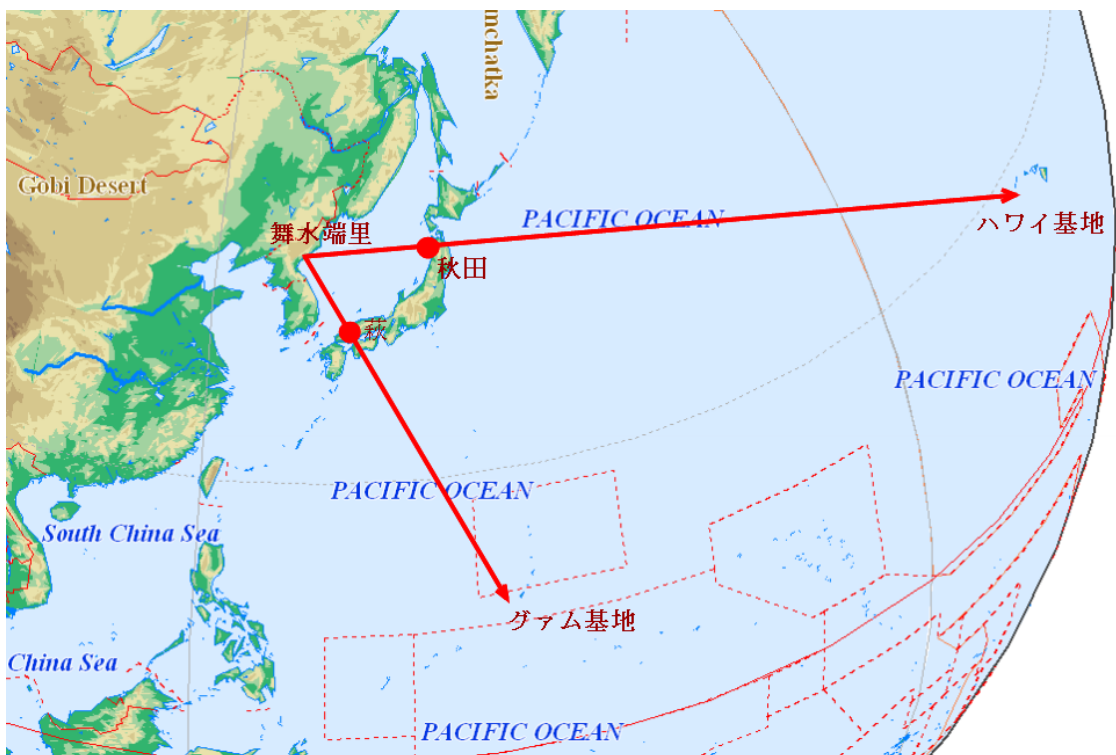 mchatka
Gobi Desert
PACIFIC OCEAN
舞水端里
ハワイ基地
秋田
萩
PACIFIC OCEAN
PACIFIC OCEAN
South China Sea
グァム基地
China Sea
PACIFIC OCEAN